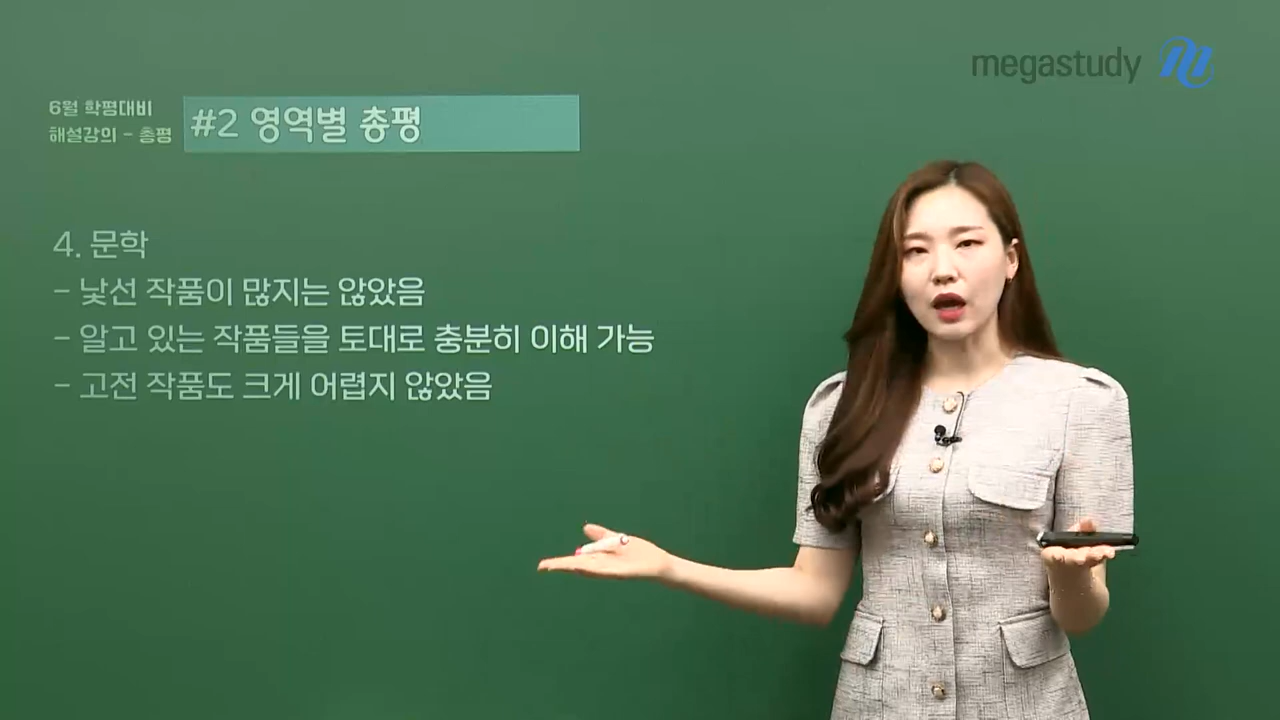 megastudy
6월 학평대비
해설강의 - 총평
#2 영역별 총평
4. 문학
- 낯선 작품이 많지는 않았음
- 알고 있는 작품들을 토대로 충분히 이해 가능
- 고전 작품도 크게 어렵지 않았음